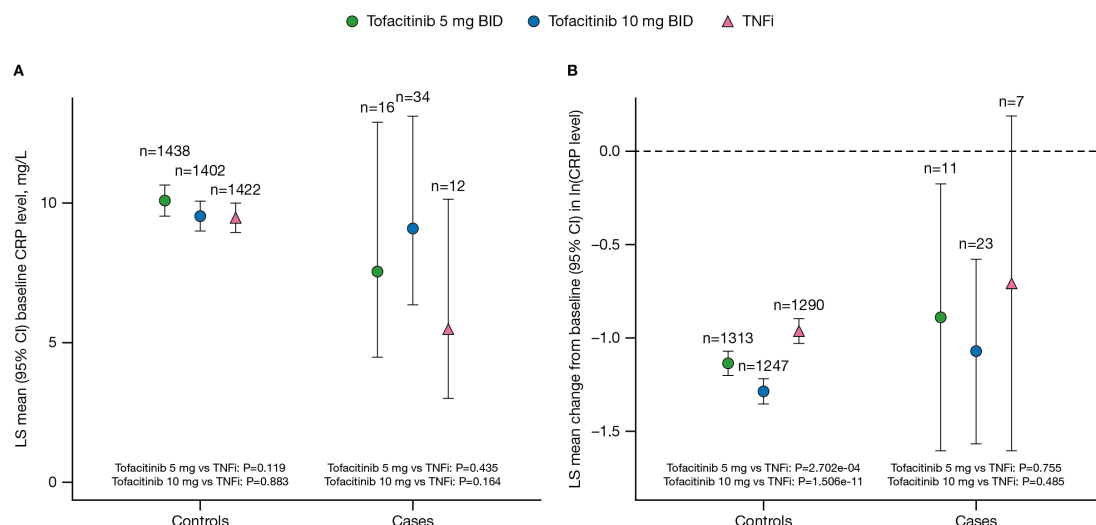 Tofacitinib 5 mg BID Tofacitinib 10 mg BID TNFi
A
LS mean (95% CI) baseline CRP level, mg/L
10
5
0
n=1438
n=1402
n=1422
n=16
n=34
n=12
Tofacitinib 5 mg vs TNFi: P=0.119
Tofacitinib 10 mg vs TNFi: P=0.883
Tofacitinib 5 mg vs TNFi: P=0.435
Tofacitinib 10 mg vs TNFi: P=0.164
Controls
Cases
B
LS mean change from baseline (95% CI) in ln(CRP level)
0.0
−0.5
−1.0
−1.5
n=1313
n=1247
n=1290
n=11
n=23
n=7
Tofacitinib 5 mg vs TNFi: P=2.702e-04
Tofacitinib 10 mg vs TNFi: P=1.506e-11
Tofacitinib 5 mg vs TNFi: P=0.755
Tofacitinib 10 mg vs TNFi: P=0.485
Controls
Cases